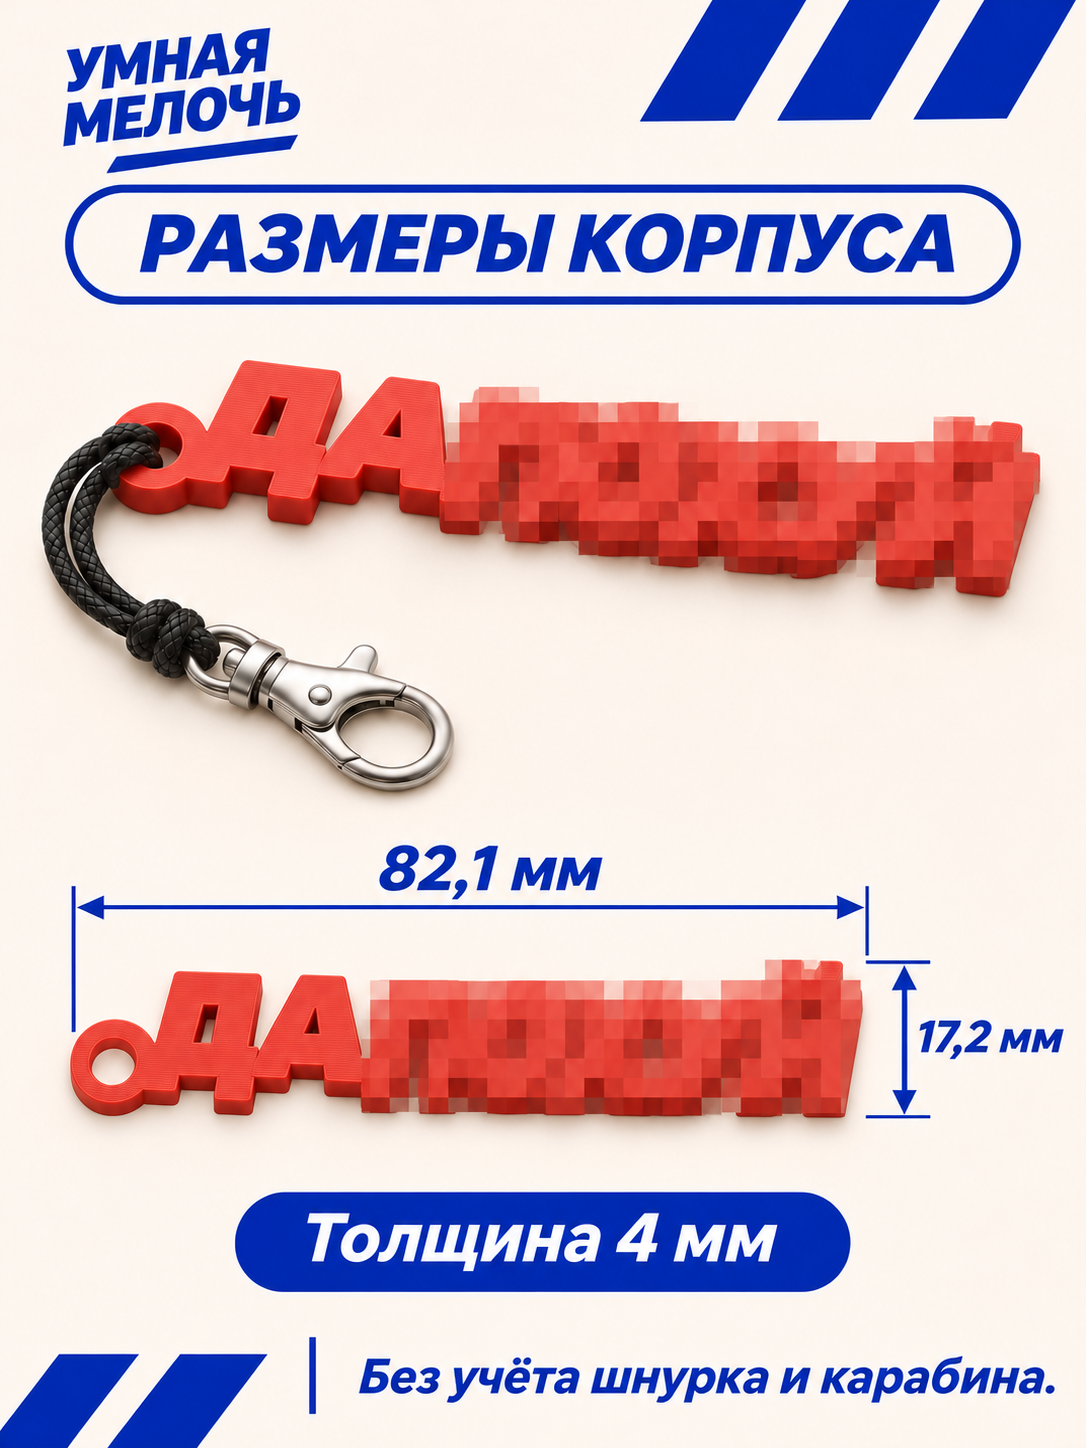 УМНАЯ
МЕЛОЧЬ
РАЗМЕРЫ КОРПУСА
ДА
82,1 мм
ДА
17,2 мм
Толщина 4 мм
Без учёта шнурка и карабина.